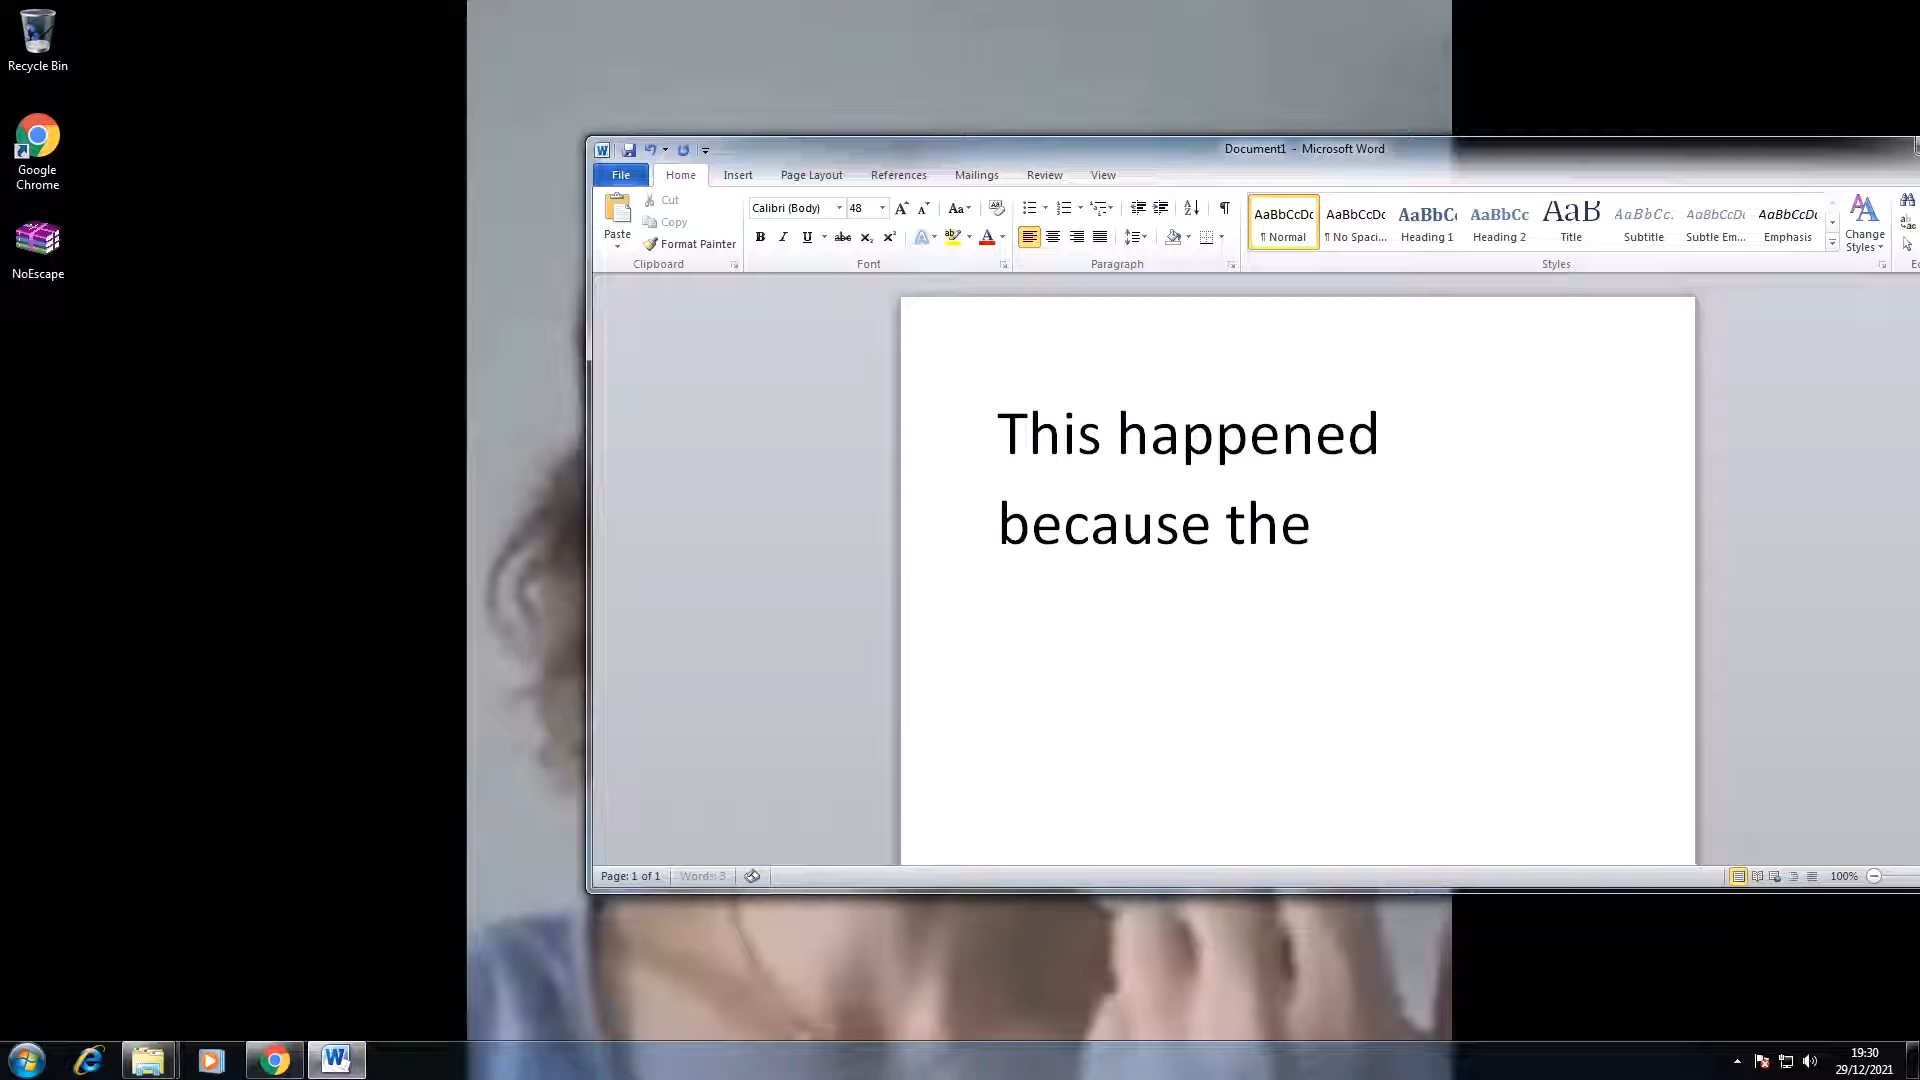 Recycle Bin
Google
Chrome
NoEscape
Document1 - Microsoft Word
File Home Insert Page Layout References Mailings Review View
Paste
Cut
Copy
Format Painter
Clipboard
Calibri (Body) 48
Font
Paragraph
AaBbCcDc AaBbCcDc AaBbC AaBbCc AaB AaBbCc. AaBbCcDt AaBbCcDc
¶ Normal ¶ No Spaci... Heading 1 Heading 2 Title Subtitle Subtle Em... Emphasis
Change
Styles
Styles
This happened
because the
Page: 1 of 1 Words: 3 100%
19:30
29/12/2021